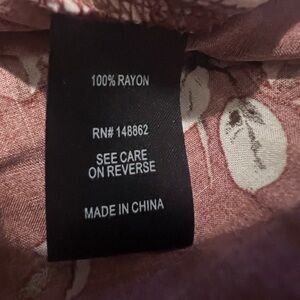 100% RAYON
RN# 148862
SEE CARE
ON REVERSE
MADE IN CHINA